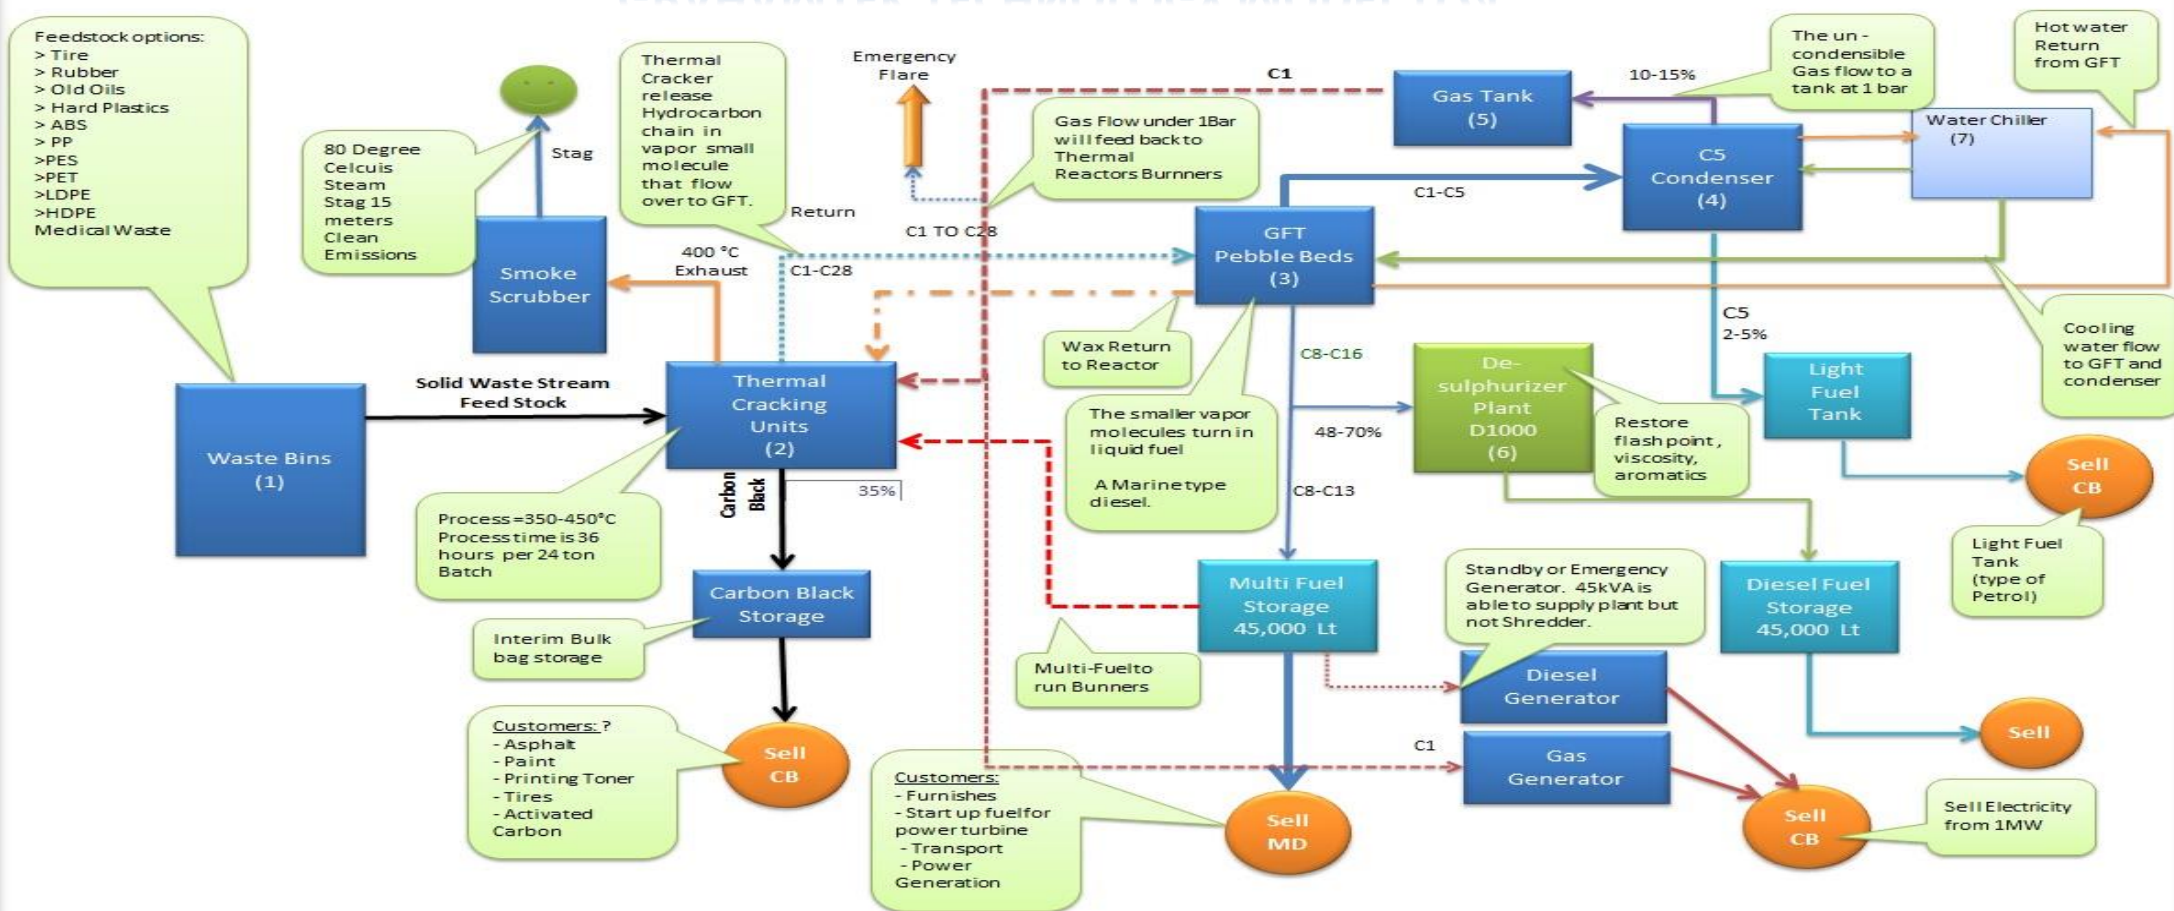 Feedstock options:
> Tire
> Rubber
> Old Oils
> Hard Plastics
> ABS
> PP
>PES
>PET
>LDPE
>HDPE
Medical Waste
80 Degree
Celcuis
Steam
Stag 15
meters
Clean
Emissions
Stag
Smoke
Scrubber
400 °C
Exhaust
Thermal
Cracker
release
Hydrocarbon
chain in
vapor small
molecule
that flow
over to GFT.
Return
C1-C28
Emergency
Flare
C1 TO C28
C1
Gas Flow under 1Bar
will feed back to
Thermal
Reactors Burnners
Gas Tank
(5)
10-15%
The un -
condensible
Gas flow to a
tank at 1 bar
Hot water
Return
from GFT
Water Chiller
(7)
C5
Condenser
(4)
C1-C5
GFT
Pebble Beds
(3)
Wax Return
to Reactor
The smaller vapor
molecules turn in
liquid fuel
A Marine type
diesel.
C8-C16
48-70%
C8-C13
De-
sulphurizer
Plant
D1000
(6)
Restore
flash point,
viscosity,
aromatics
C5
2-5%
Light
Fuel
Tank
Cooling
water flow
to GFT and
condenser
Sell
CB
Light Fuel
Tank
(type of
Petrol)
Waste Bins
(1)
Solid Waste Stream
Feed Stock
Thermal
Cracking
Units
(2)
Process =350-450°C
Process time is 36
hours per 24 ton
Batch
Carbon
Black
35%
Carbon Black
Storage
Interim Bulk
bag storage
Customers: ?
- Asphalt
- Paint
- Printing Toner
- Tires
- Activated
Carbon
Sell
CB
Multi Fuel
Storage
45,000 Lt
Multi-Fuel to
run Bunners
Customers:
- Furnishes
- Start up fuel for
power turbine
- Transport
- Power
Generation
Sell
MD
Standby or Emergency
Generator. 45kVA is
able to supply plant but
not Shredder.
Diesel
Generator
C1
Gas
Generator
Diesel Fuel
Storage
45,000 Lt
Sell
Sell
CB
Sell Electricity
from 1MW